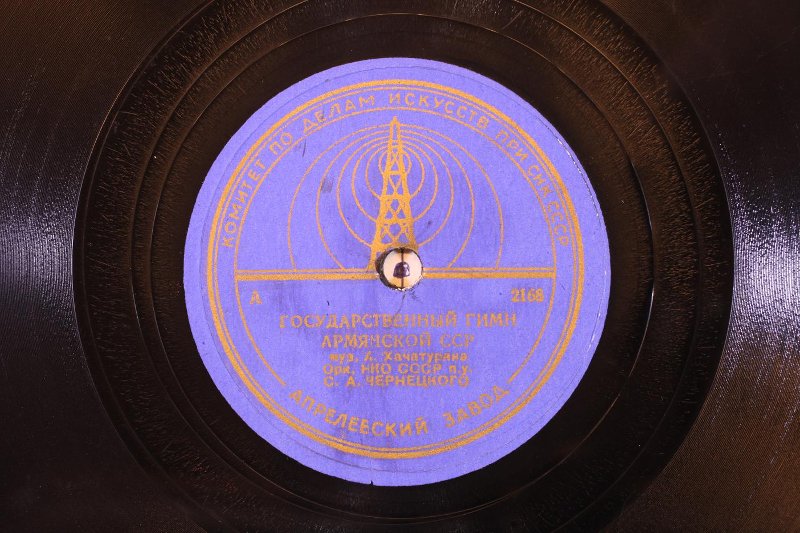 КОМИТЕТ ПО ДЕЛАМ ИСКУССТВ ПРИ СНК СССР
А 2168
ГОСУДАРСТВЕННЫЙ ГИМН
АРМЯНСКОЙ ССР
муз. А. Хачатуряна
Орк. НКО СССР п.у.
С. А. ЧЕРНЕЦКОГО
АПРЕЛЕВСКИЙ ЗАВОД